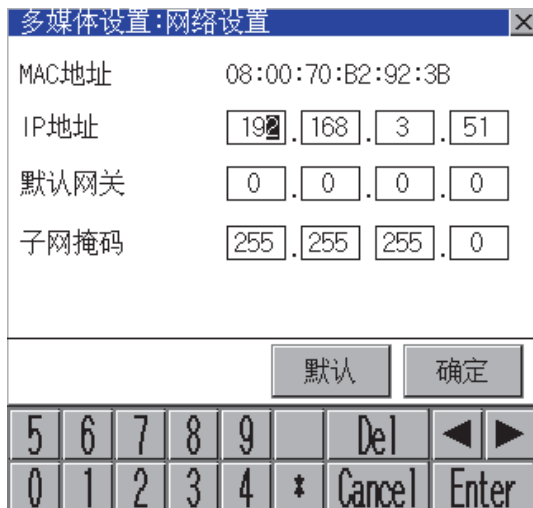 多媒体设置:网络设置 ×
MAC地址 08:00:70:B2:92:3B
IP地址 192.168.3.51
默认网关 0.0.0.0
子网掩码 255.255 255.0
默认 确定
5 6 7 8 9 Del ◀ ▶
0 1 2 3 4 * Cancel Enter